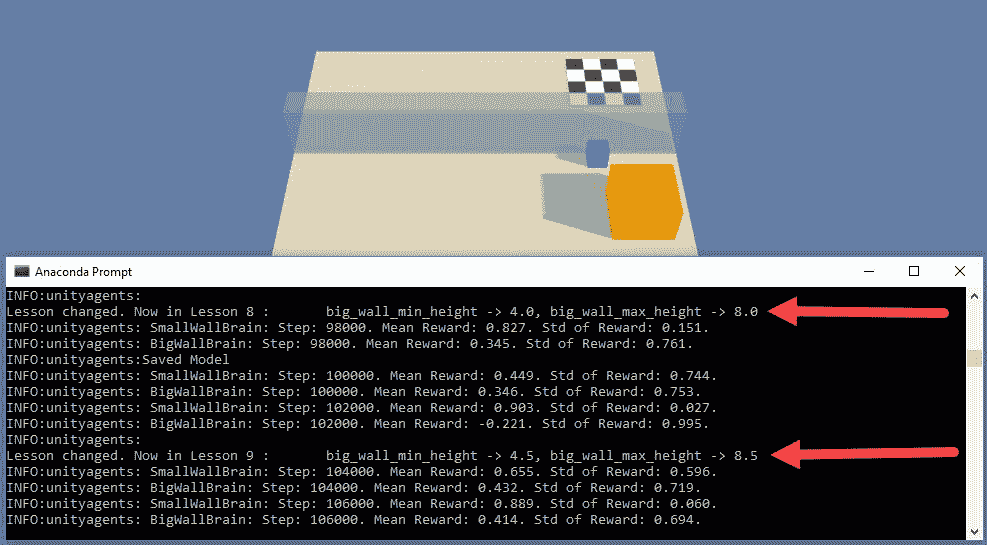 Anaconda Prompt
INFO:unityagents:
Lesson changed. Now in Lesson 8 :       big_wall_min_height -> 4.0, big_wall_max_height -> 8.0
INFO:unityagents: SmallWallBrain: Step: 98000. Mean Reward: 0.827. Std of Reward: 0.151.
INFO:unityagents: BigWallBrain: Step: 98000. Mean Reward: 0.345. Std of Reward: 0.761.
INFO:unityagents:Saved Model
INFO:unityagents: SmallWallBrain: Step: 100000. Mean Reward: 0.449. Std of Reward: 0.744.
INFO:unityagents: BigWallBrain: Step: 100000. Mean Reward: 0.346. Std of Reward: 0.753.
INFO:unityagents: SmallWallBrain: Step: 102000. Mean Reward: 0.903. Std of Reward: 0.027.
INFO:unityagents: BigWallBrain: Step: 102000. Mean Reward: -0.221. Std of Reward: 0.995.
INFO:unityagents:
Lesson changed. Now in Lesson 9 :       big_wall_min_height -> 4.5, big_wall_max_height -> 8.5
INFO:unityagents: SmallWallBrain: Step: 104000. Mean Reward: 0.655. Std of Reward: 0.596.
INFO:unityagents: BigWallBrain: Step: 104000. Mean Reward: 0.432. Std of Reward: 0.719.
INFO:unityagents: SmallWallBrain: Step: 106000. Mean Reward: 0.889. Std of Reward: 0.060.
INFO:unityagents: BigWallBrain: Step: 106000. Mean Reward: 0.414. Std of Reward: 0.694.